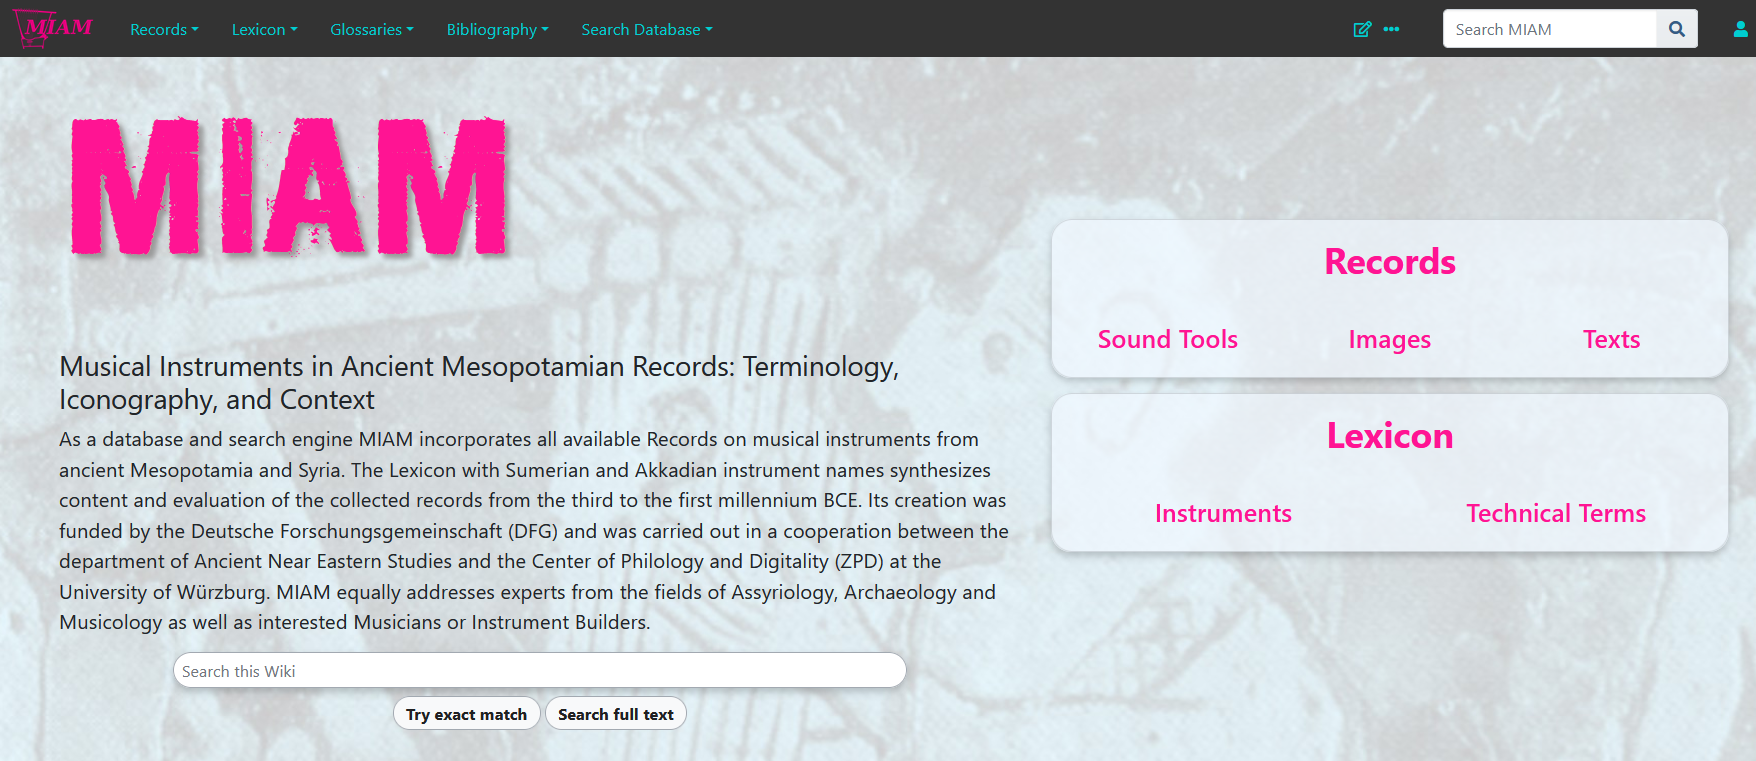 MIAM
Records
Lexicon
Glossaries
Bibliography
Search Database
Search MIAM
MIAM
Musical Instruments in Ancient Mesopotamian Records: Terminology,
Iconography, and Context
As a database and search engine MIAM incorporates all available Records on musical instruments from
ancient Mesopotamia and Syria. The Lexicon with Sumerian and Akkadian instrument names synthesizes
content and evaluation of the collected records from the third to the first millennium BCE. Its creation was
funded by the Deutsche Forschungsgemeinschaft (DFG) and was carried out in a cooperation between the
department of Ancient Near Eastern Studies and the Center of Philology and Digitality (ZPD) at the
University of Würzburg. MIAM equally addresses experts from the fields of Assyriology, Archaeology and
Musicology as well as interested Musicians or Instrument Builders.
Search this Wiki
Try exact match
Search full text
Records
Sound Tools
Images
Texts
Lexicon
Instruments
Technical Terms